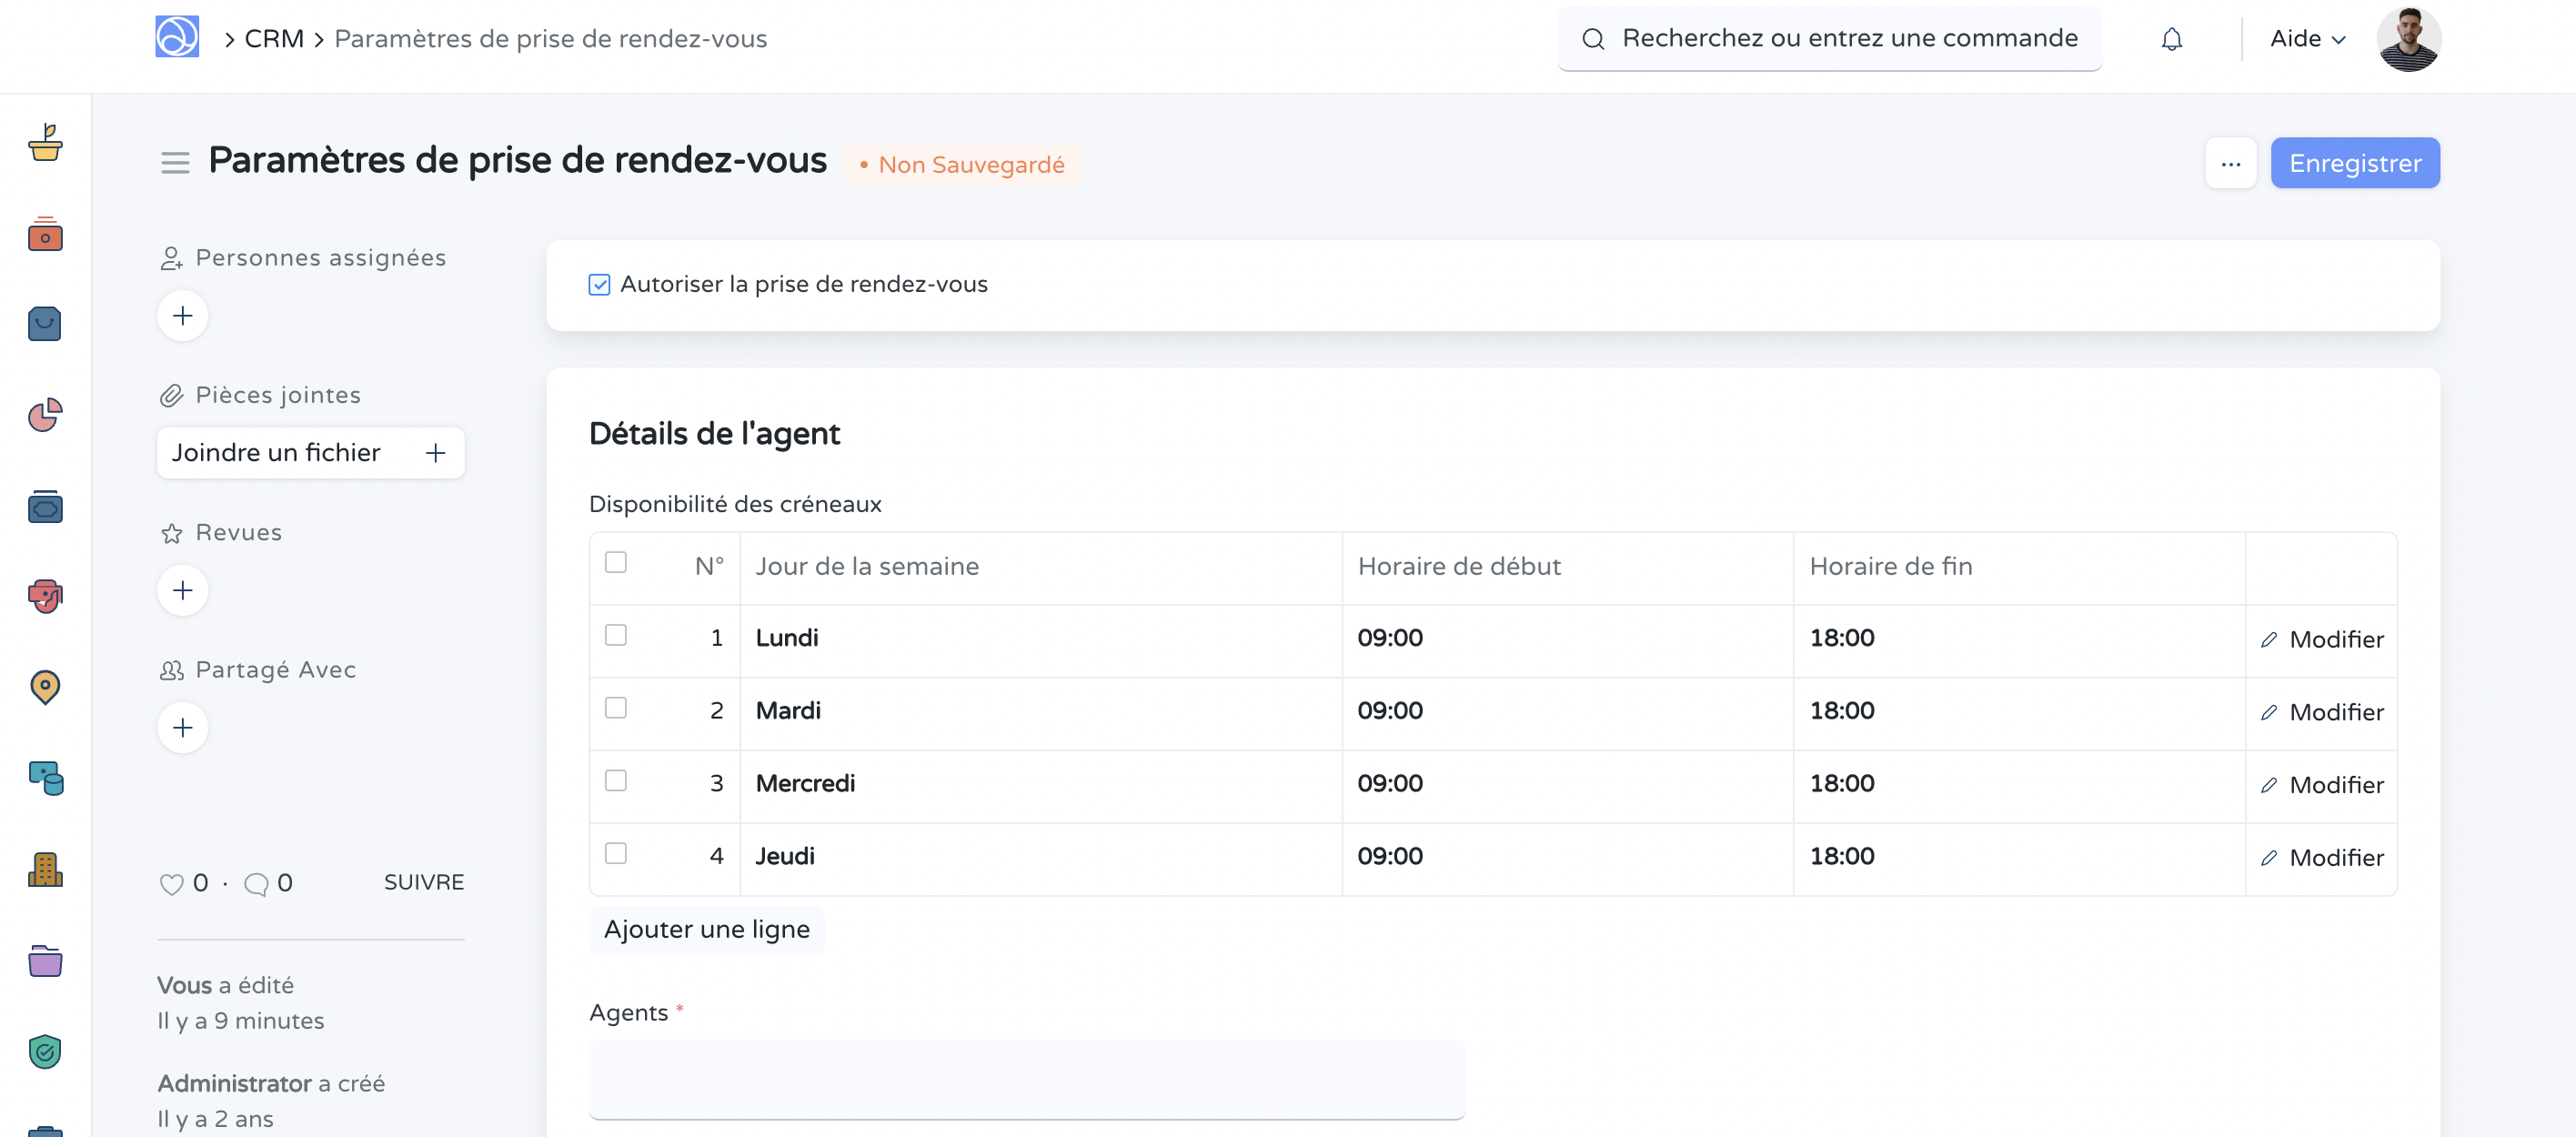 CRM
Paramètres de prise de rendez-vous
Recherchez ou entrez une commande
Aide
Paramètres de prise de rendez-vous
Non Sauvegardé
...
Enregistrer
Personnes assignées
Pièces jointes
Joindre un fichier
Revues
Partagé Avec
0 · 0
SUIVRE
Vous a édité
Il y a 9 minutes
Administrator a créé
Il y a 2 ans
Autoriser la prise de rendez-vous
Détails de l'agent
Disponibilité des créneaux
N° Jour de la semaine Horaire de début Horaire de fin
1 Lundi 09:00 18:00 Modifier
2 Mardi 09:00 18:00 Modifier
3 Mercredi 09:00 18:00 Modifier
4 Jeudi 09:00 18:00 Modifier
Ajouter une ligne
Agents *